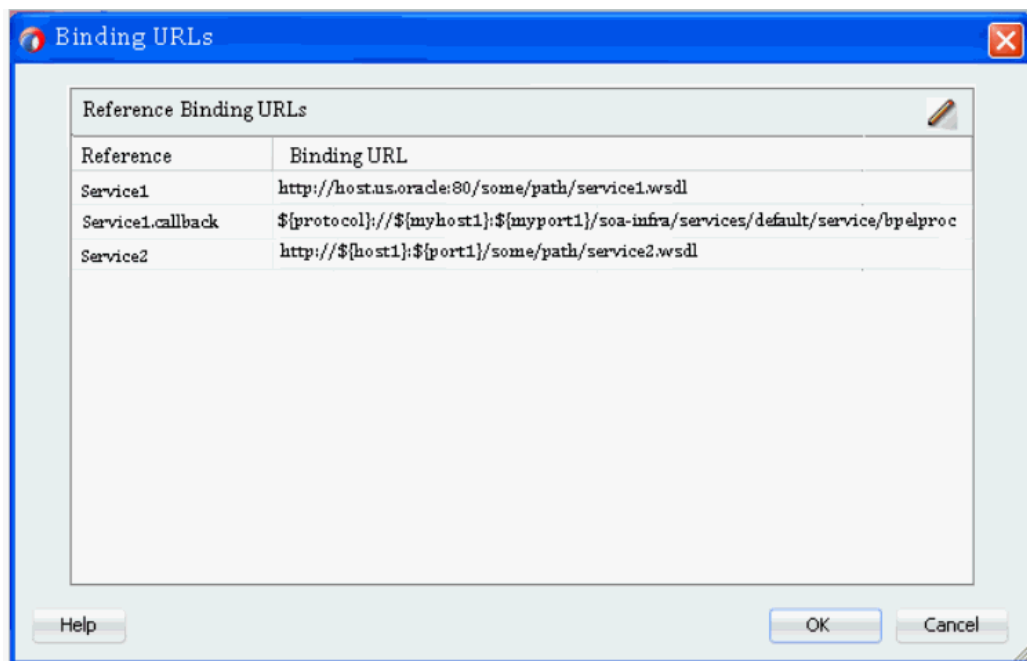 Binding URLs
Reference Binding URLs
Reference Binding URL
Service1 http://host.us.oracle:80/some/path/service1.wsdl
Service1.callback ${protocol}://${myhost1}:${myport1}/soa-infra/services/default/service/bpelproc
Service2 http://${host1}:${port1}/some/path/service2.wsdl
Help OK Cancel